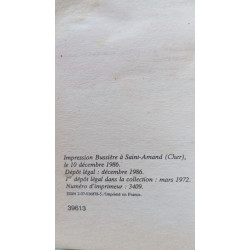 Impression Bussière à Saint-Amand (Cher),
le 10 décembre 1986.
Dépôt légal : décembre 1986.
1er dépôt légal dans la collection : mars 1972.
Numéro d'imprimeur : 3409.
Imprimé en France.
39613